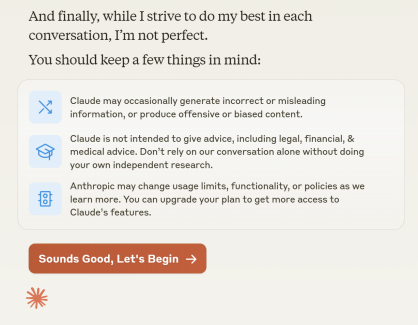 And finally, while I strive to do my best in each
conversation, I’m not perfect.
You should keep a few things in mind:
Claude may occasionally generate incorrect or misleading
information, or produce offensive or biased content.
Claude is not intended to give advice, including legal, financial, &
medical advice. Don’t rely on our conversation alone without doing
your own independent research.
Anthropic may change usage limits, functionality, or policies as we
learn more. You can upgrade your plan to get more access to
Claude’s features.
Sounds Good, Let’s Begin →